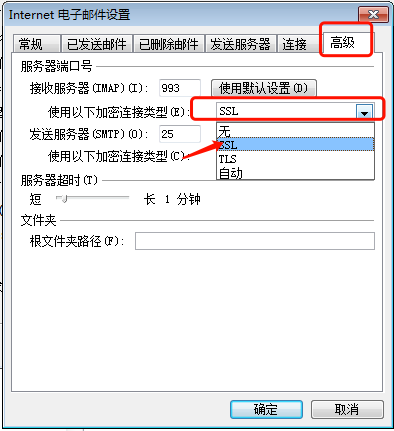 Internet 电子邮件设置
常规 已发送邮件 已删除邮件 发送服务器 连接 高级
服务器端口号
接收服务器(IMAP)(I): 993 使用默认设置(D)
使用以下加密连接类型(E): SSL
无
发送服务器(SMTP)(O): 25
SSL
使用以下加密连接类型(C)
TLS
自动
服务器超时(T)
短 长 1 分钟
文件夹
根文件夹路径(F):
确定 取消